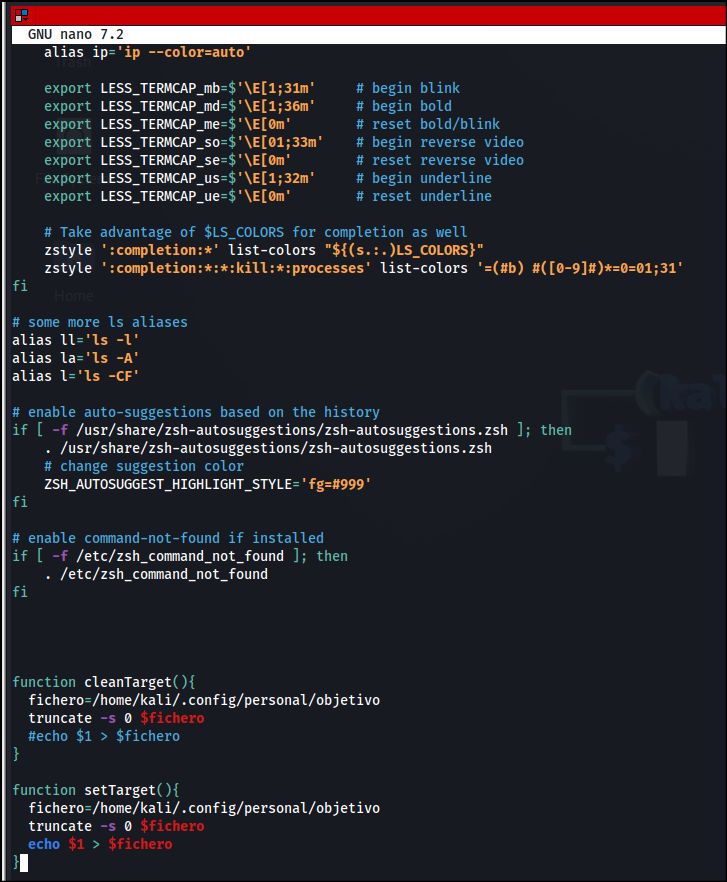 GNU nano 7.2
    alias ip='ip --color=auto'
Trash
    export LESS_TERMCAP_mb=$'\E[1;31m'     # begin blink
    export LESS_TERMCAP_md=$'\E[1;36m'     # begin bold
    export LESS_TERMCAP_me=$'\E[0m'        # reset bold/blink
    export LESS_TERMCAP_so=$'\E[01;33m'    # begin reverse video
    export LESS_TERMCAP_se=$'\E[0m'        # reset reverse video
    export LESS_TERMCAP_us=$'\E[1;32m'     # begin underline
    export LESS_TERMCAP_ue=$'\E[0m'        # reset underline
    # Take advantage of $LS_COLORS for completion as well
    zstyle ':completion:*' list-colors "${(s.:.)LS_COLORS}"
    zstyle ':completion:*:*:kill:*:processes' list-colors '=(#b) #([0-9]#)*=0=01;31'
fi
Home
# some more ls aliases
alias ll='ls -l'
alias la='ls -A'
alias l='ls -CF'
(kal
# enable auto-suggestions based on the history
if [ -f /usr/share/zsh-autosuggestions/zsh-autosuggestions.zsh ]; then
    . /usr/share/zsh-autosuggestions/zsh-autosuggestions.zsh
$
    # change suggestion color
    ZSH_AUTOSUGGEST_HIGHLIGHT_STYLE='fg=#999'
fi
# enable command-not-found if installed
if [ -f /etc/zsh_command_not_found ]; then
    . /etc/zsh_command_not_found
fi
function cleanTarget(){
  fichero=/home/kali/.config/personal/objetivo
  truncate -s 0 $fichero
  #echo $1 > $fichero
}
function setTarget(){
  fichero=/home/kali/.config/personal/objetivo
  truncate -s 0 $fichero
  echo $1 > $fichero
}